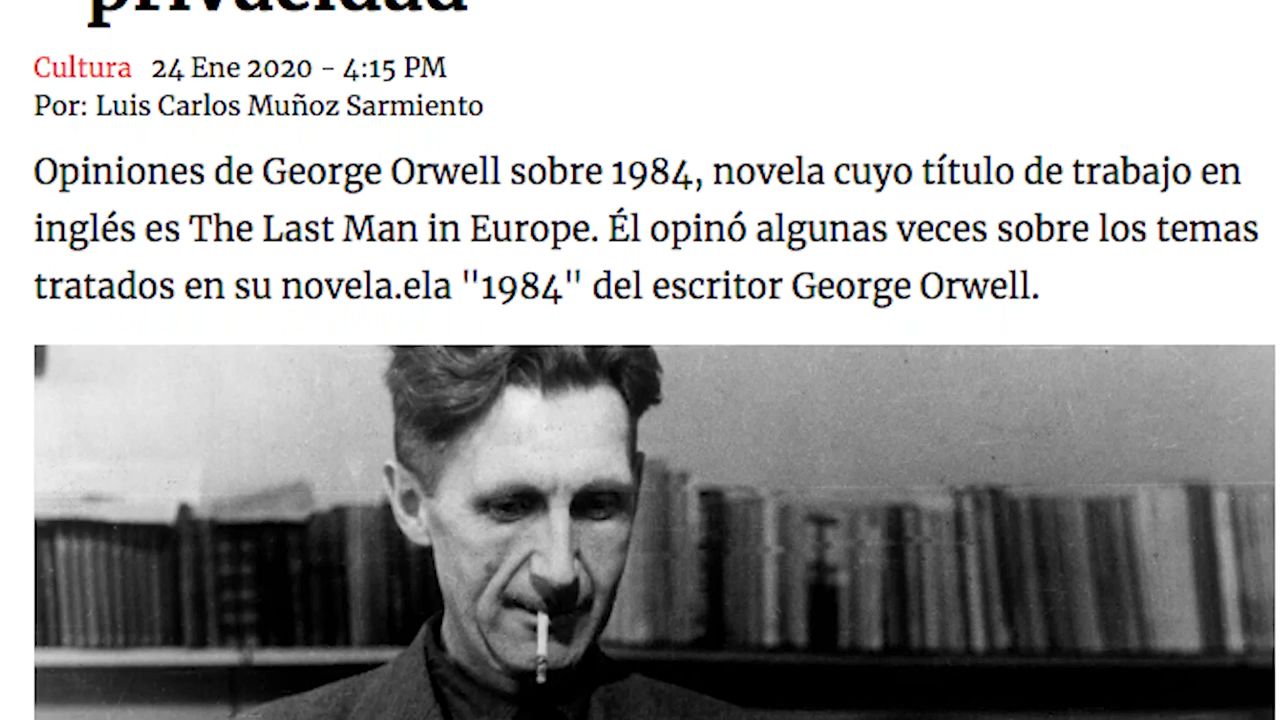 privacidad
Cultura 24 Ene 2020 - 4:15 PM
Por: Luis Carlos Muñoz Sarmiento
Opiniones de George Orwell sobre 1984, novela cuyo título de trabajo en
inglés es The Last Man in Europe. Él opinó algunas veces sobre los temas
tratados en su novela.ela "1984" del escritor George Orwell.